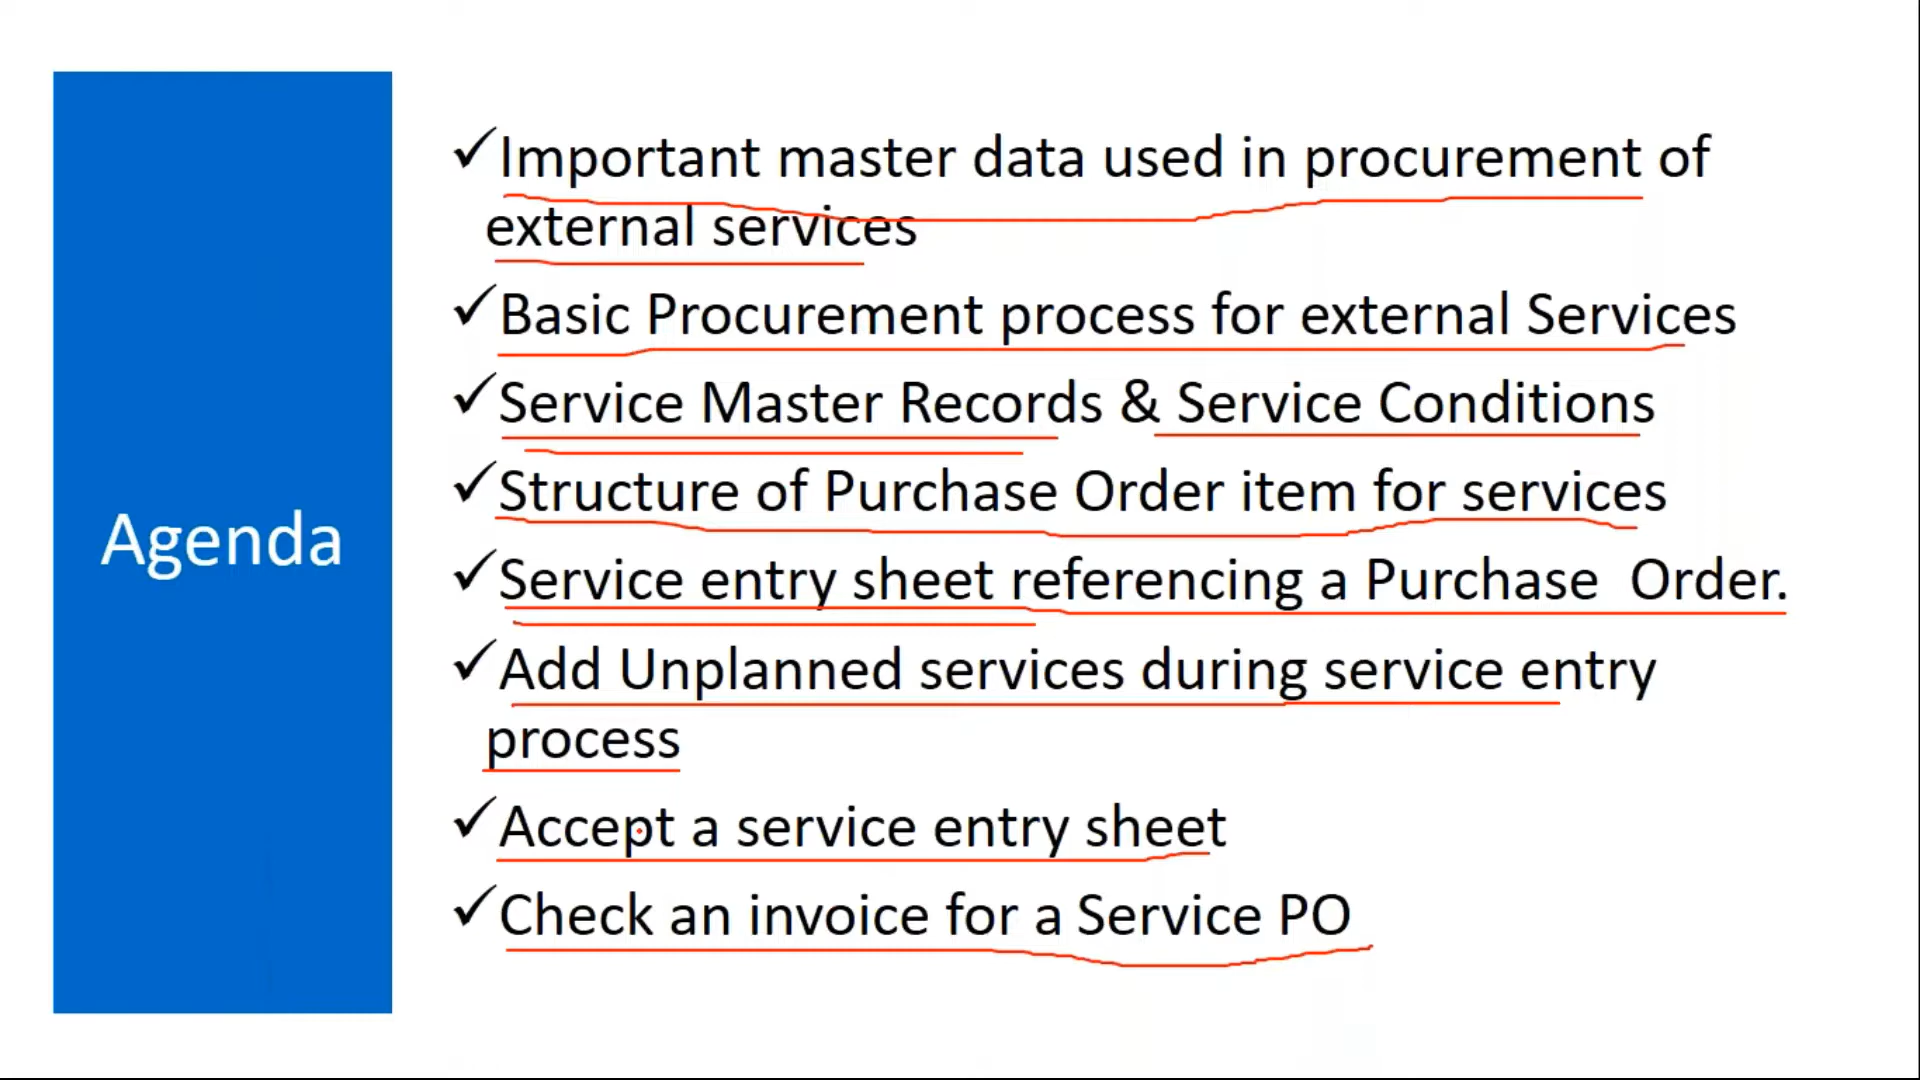 Agenda
✓Important master data used in procurement of
external services
✓Basic Procurement process for external Services
✓Service Master Records & Service Conditions
✓Structure of Purchase Order item for services
✓Service entry sheet referencing a Purchase  Order.
✓Add Unplanned services during service entry
process
✓Accept a service entry sheet
✓Check an invoice for a Service PO